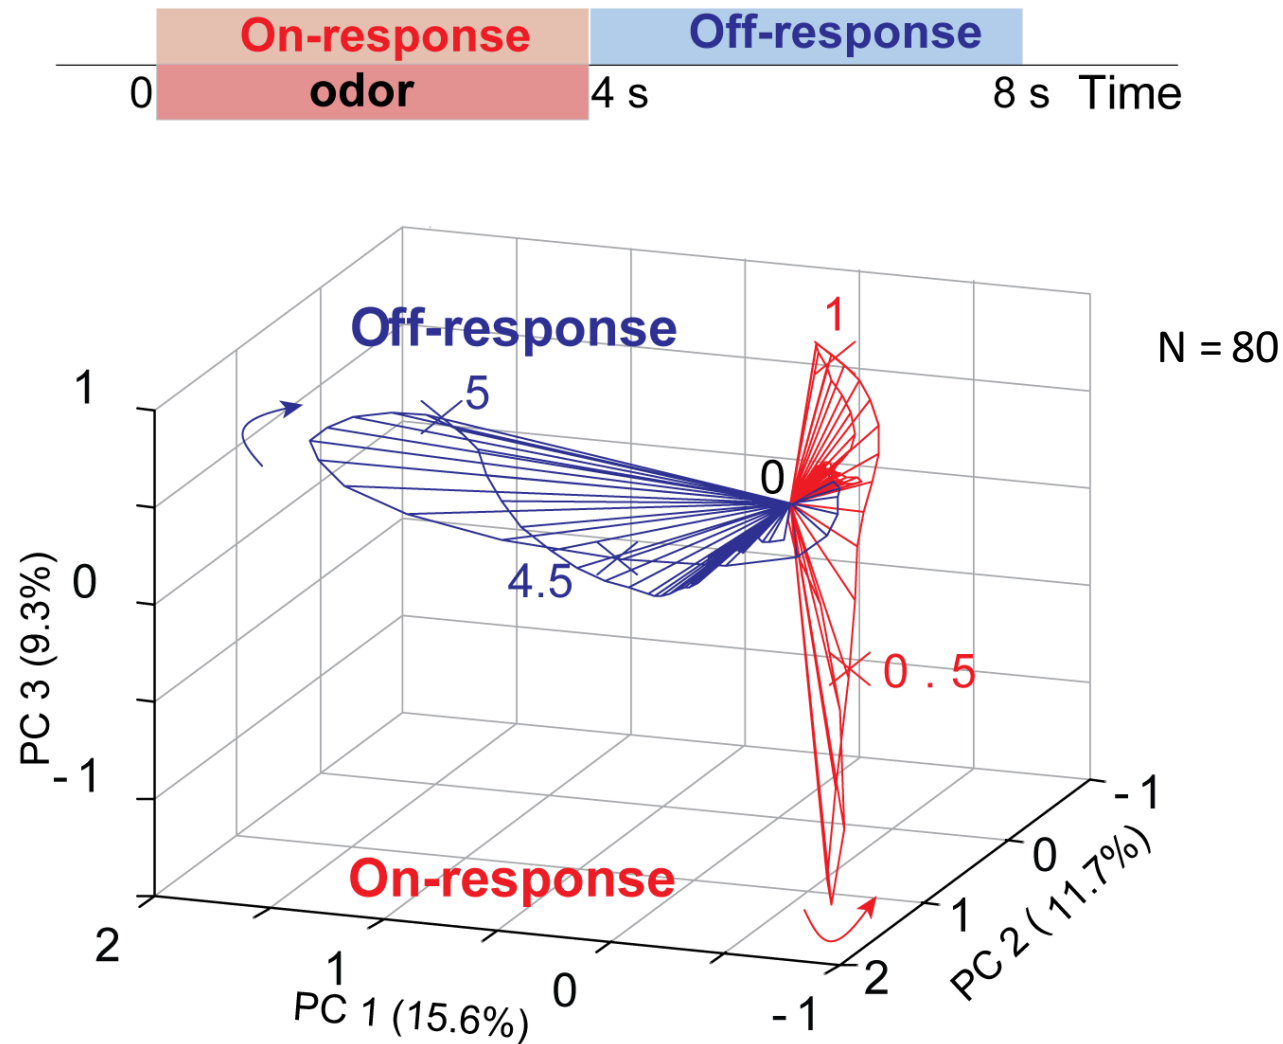 On-response Off-response
0 odor 4 s 8 s Time
1
Off-response
N = 80
5
1
0
4.5
0
0 . 5
PC 3 (9.3%)
- 1
- 1
On-response
0
1
PC 2 ( 11.7%)
2
1
0
2
PC 1 (15.6%)
- 1